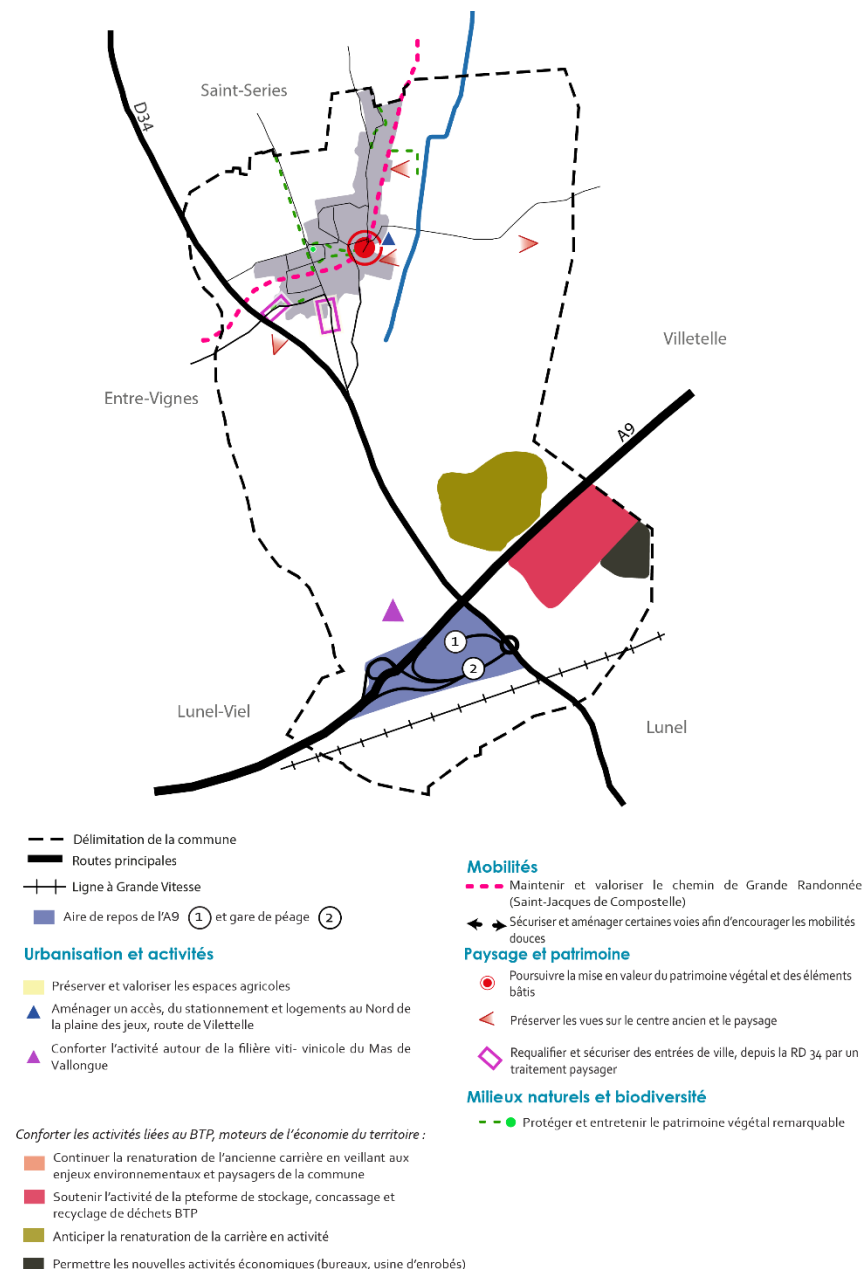 Saint-Series
D34
Villetelle
Entre-Vignes
A9
1
2
Lunel-Viel
Lunel
Délimitation de la commune
Routes principales
Ligne à Grande Vitesse
Aire de repos de l'A9 1 et gare de péage 2
Urbanisation et activités
Préserver et valoriser les espaces agricoles
Aménager un accès, du stationnement et logements au Nord de
la plaine des jeux, route de Vilettelle
Conforter l'activité autour de la filière viti- vinicole du Mas de
Vallongue
Conforter les activités liées au BTP, moteurs de l'économie du territoire :
Continuer la renaturation de l'ancienne carrière en veillant aux
enjeux environnementaux et paysagers de la commune
Soutenir l'activité de la pteforme de stockage, concassage et
recyclage de déchets BTP
Anticiper la renaturation de la carrière en activité
Permettre les nouvelles activités économiques (bureaux, usine d'enrobés)
Mobilités
Maintenir et valoriser le chemin de Grande Randonnée
(Saint-Jacques de Compostelle)
Sécuriser et aménager certaines voies afin d'encourager les mobilités
douces
Paysage et patrimoine
Poursuivre la mise en valeur du patrimoine végétal et des éléments
bâtis
Préserver les vues sur le centre ancien et le paysage
Requalifier et sécuriser des entrées de ville, depuis la RD 34 par un
traitement paysager
Milieux naturels et biodiversité
Protéger et entretenir le patrimoine végétal remarquable